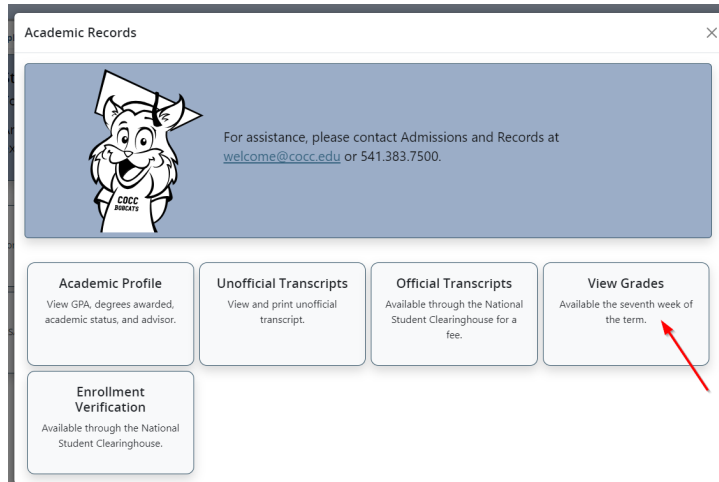 Academic Records
For assistance, please contact Admissions and Records at
welcome@cocc.edu or 541.383.7500.
COCC
BOBCATS
Academic Profile
View GPA, degrees awarded,
academic status, and advisor.
Unofficial Transcripts
View and print unofficial
transcript.
Official Transcripts
Available through the National
Student Clearinghouse for a
fee.
View Grades
Available the seventh week of
the term.
Enrollment
Verification
Available through the National
Student Clearinghouse.